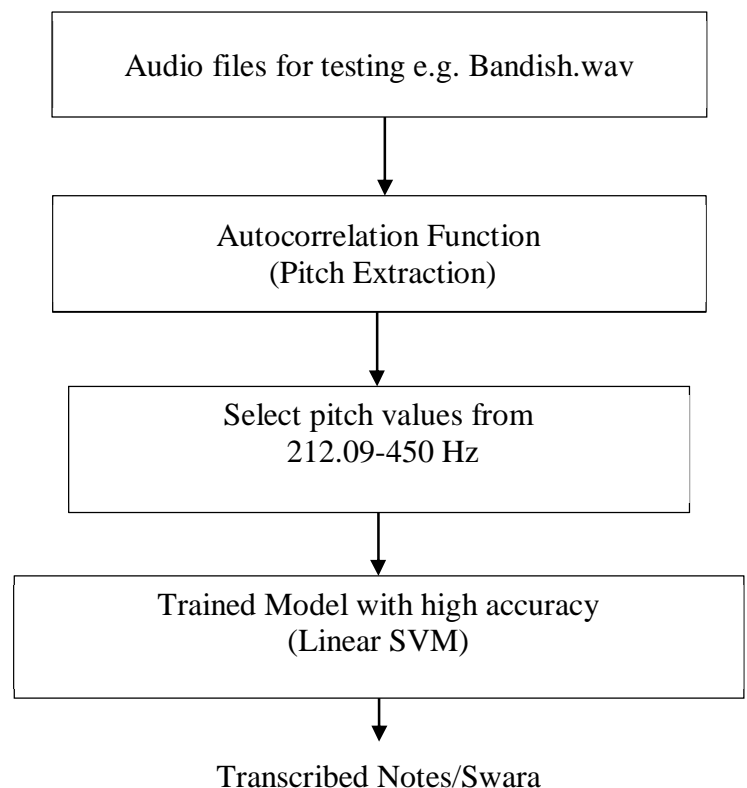 Audio files for testing e.g. Bandish.wav
Autocorrelation Function
(Pitch Extraction)
Select pitch values from
212.09-450 Hz
Trained Model with high accuracy
(Linear SVM)
Transcribed Notes/Swara